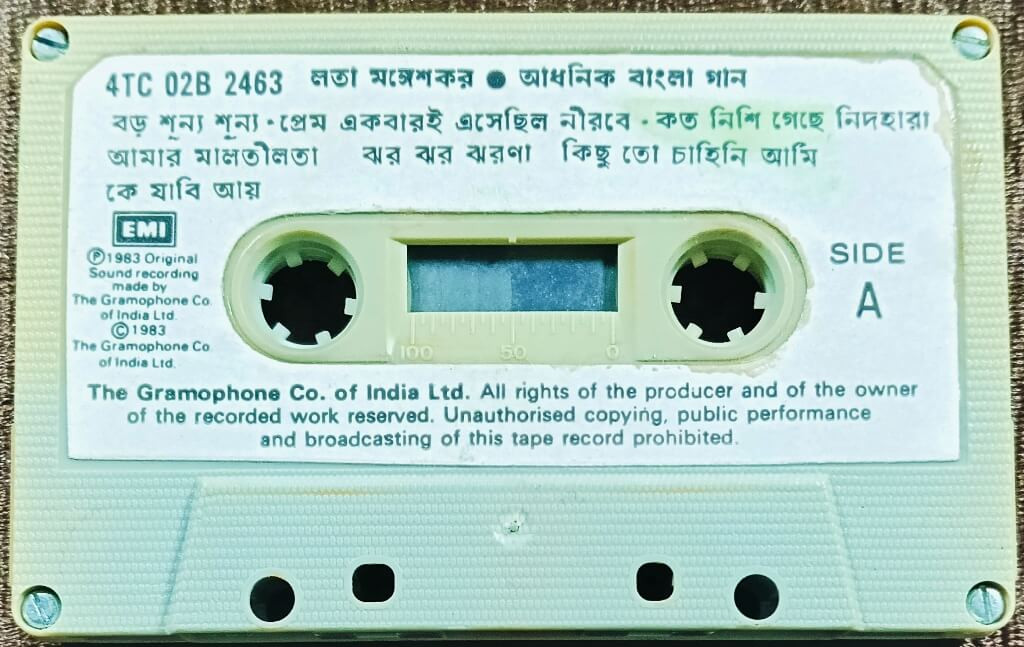 4TC 02B 2463 লতা মঙ্গেশকর ● আধুনিক বাংলা গান
বড় শূন্য শূন্য · প্রেম একবারই এসেছিল নীরবে · কত নিশি গেছে নিদহারা
আমার মালতীলতা ঝর ঝর ঝরণা কিছু তো চাহিনি আমি
কে যাবি আয়
EMI
Ⓟ1983 Original
Sound recording
made by
The Gramophone Co.
of India Ltd.
Ⓒ1983
The Gramophone Co
of India Ltd.
SIDE
A
100 50 0
The Gramophone Co. of India Ltd. All rights of the producer and of the owner
of the recorded work reserved. Unauthorised copying, public performance
and broadcasting of this tape record prohibited.